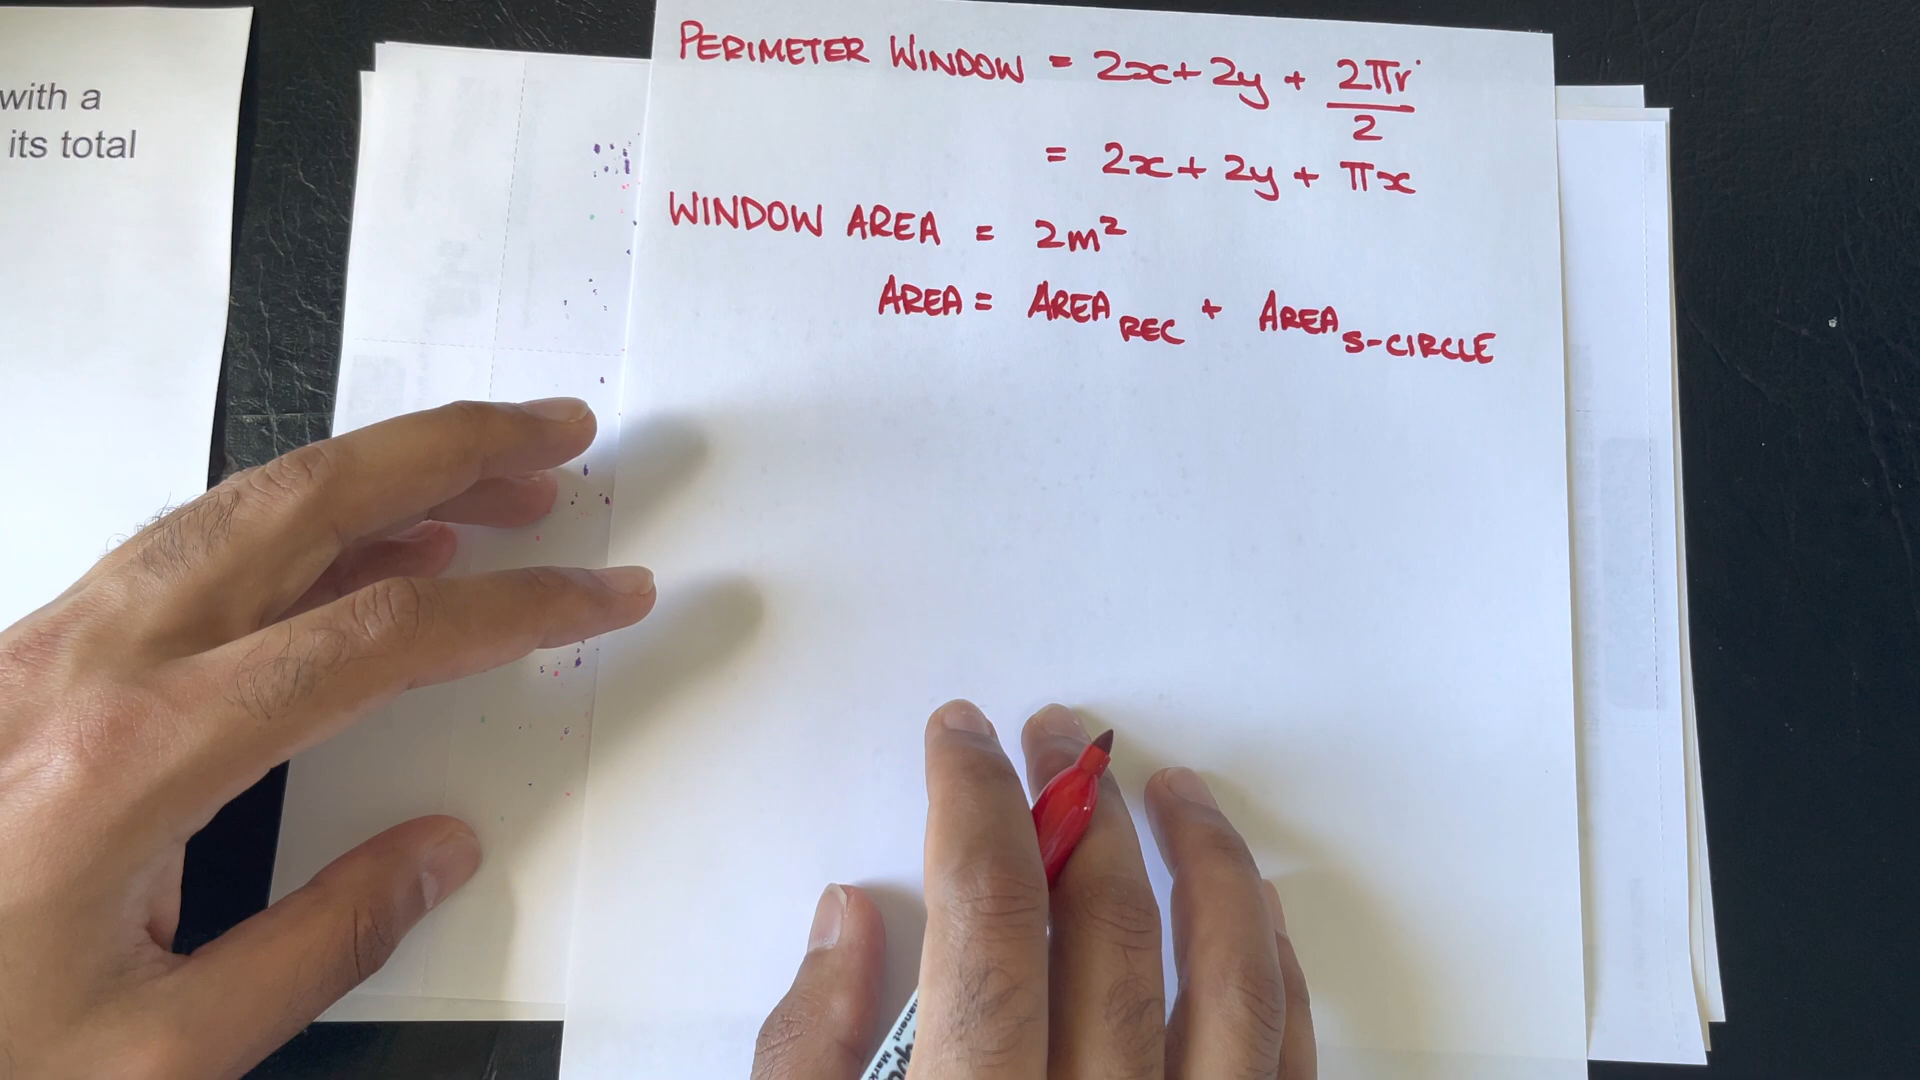 with a
its total
PERIMETER WINDOW = 2x + 2y + 2πr/2
= 2x + 2y + πx
WINDOW AREA = 2m²
AREA = AREA REC + AREA S-CIRCLE